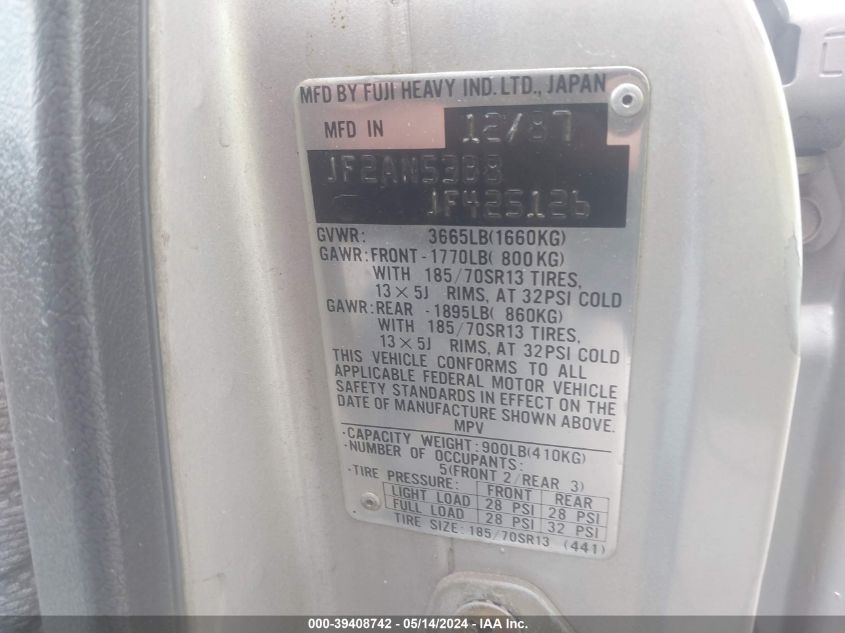 MFD BY FUJI HEAVY IND. LTD., JAPAN
MFD IN 12/87
JF2AN53B8
JF425126
GVWR: 3665LB(1660KG)
GAWR:FRONT-1770LB( 800KG)
WITH 185/70SR13 TIRES,
13×5J RIMS, AT 32PSI COLD
GAWR:REAR -1895LB( 860KG)
WITH 185/70SR13 TIRES,
13×5J RIMS, AT 32PSI COLD
THIS VEHICLE CONFORMS TO ALL
APPLICABLE FEDERAL MOTOR VEHICLE
SAFETY STANDARDS IN EFFECT ON THE
DATE OF MANUFACTURE SHOWN ABOVE.
MPV
·CAPACITY WEIGHT:900LB(410KG)
·NUMBER OF OCCUPANTS:
5(FRONT 2/REAR 3)
·TIRE PRESSURE: FRONT REAR
LIGHT LOAD 28 PSI 28 PSI
FULL LOAD 28 PSI 32 PSI
TIRE SIZE:185/70SR13 (441)
000-39408742 / 05/14/2024 - IAA Inc.